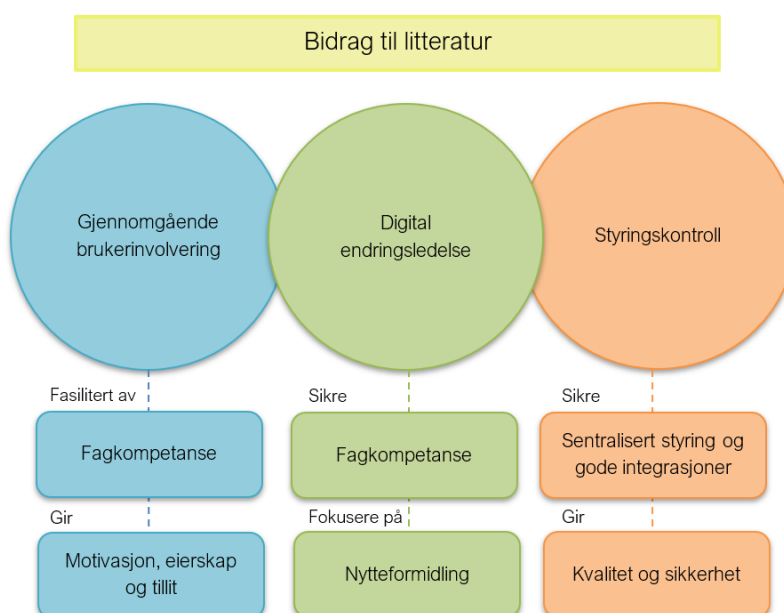 Bidrag til litteratur
Gjennomgående
brukerinvolvering
Digital
endringsledelse
Styringskontroll
Fasilitert av
Sikre
Sikre
Fagkompetanse
Fagkompetanse
Sentralisert styring og
gode integrasjoner
Gir
Fokusere på
Gir
Motivasjon, eierskap
og tillit
Nytteformidling
Kvalitet og sikkerhet